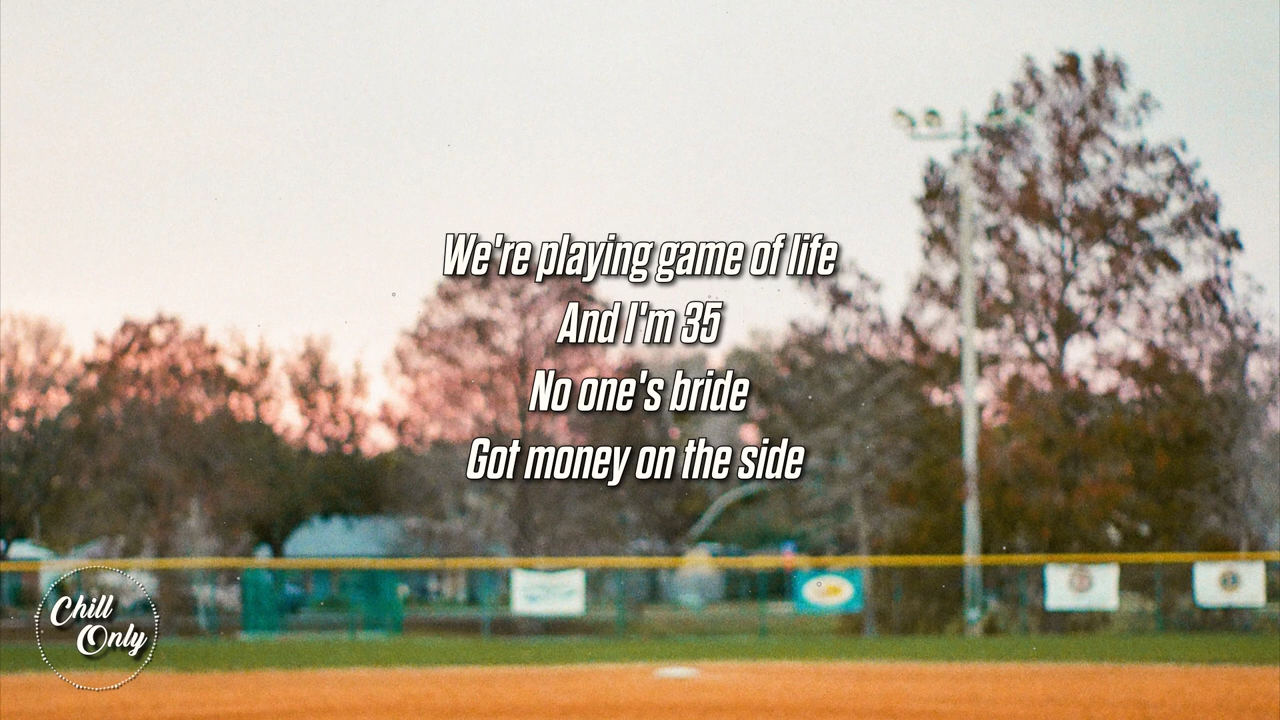 We're playing game of life
And I'm 35
No one's bride
Got money on the side
Chill
Only